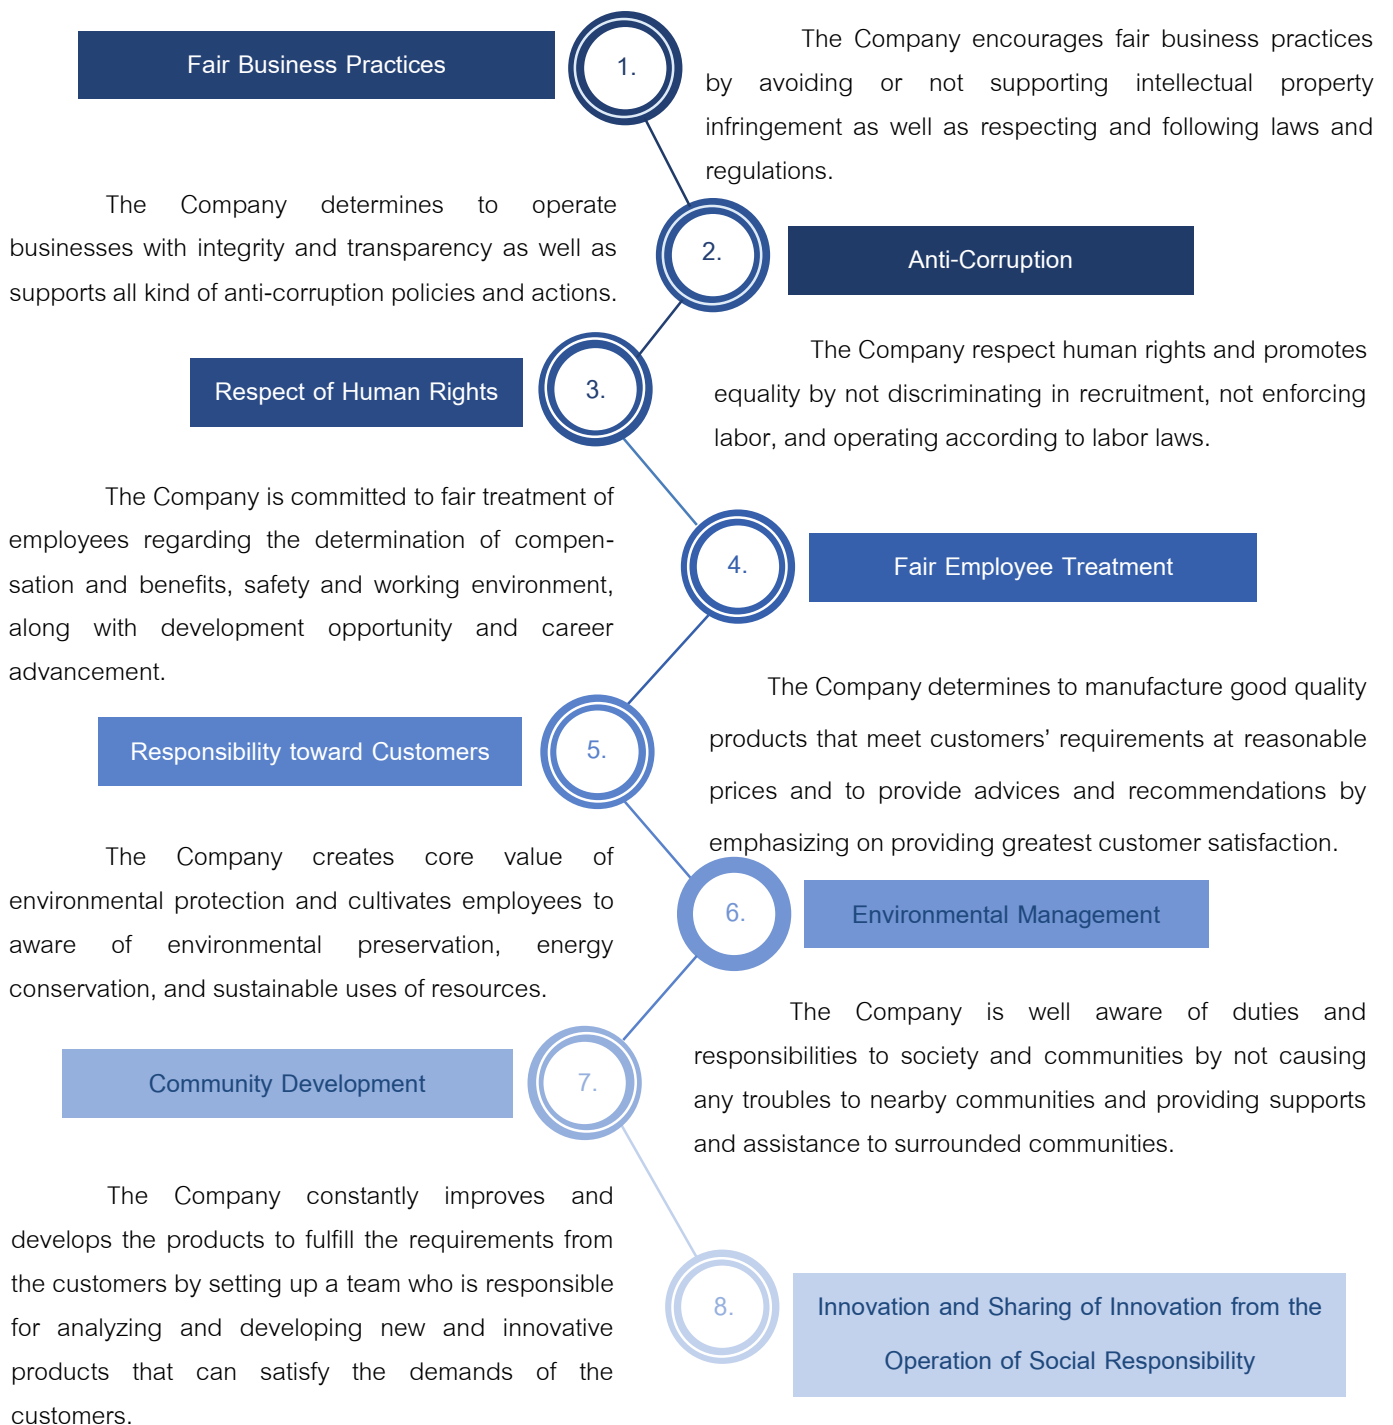 Fair Business Practices
1.
The Company encourages fair business practices
by avoiding or not supporting intellectual property
infringement as well as respecting and following laws and
regulations.
2.
Anti-Corruption
The Company determines to operate
businesses with integrity and transparency as well as
supports all kind of anti-corruption policies and actions.
Respect of Human Rights
3.
The Company respect human rights and promotes
equality by not discriminating in recruitment, not enforcing
labor, and operating according to labor laws.
4.
Fair Employee Treatment
The Company is committed to fair treatment of
employees regarding the determination of compen-
sation and benefits, safety and working environment,
along with development opportunity and career
advancement.
Responsibility toward Customers
5.
The Company determines to manufacture good quality
products that meet customers’ requirements at reasonable
prices and to provide advices and recommendations by
emphasizing on providing greatest customer satisfaction.
6.
Environmental Management
The Company creates core value of
environmental protection and cultivates employees to
aware of environmental preservation, energy
conservation, and sustainable uses of resources.
Community Development
7.
The Company is well aware of duties and
responsibilities to society and communities by not causing
any troubles to nearby communities and providing supports
and assistance to surrounded communities.
8.
Innovation and Sharing of Innovation from the
Operation of Social Responsibility
The Company constantly improves and
develops the products to fulfill the requirements from
the customers by setting up a team who is responsible
for analyzing and developing new and innovative
products that can satisfy the demands of the
customers.